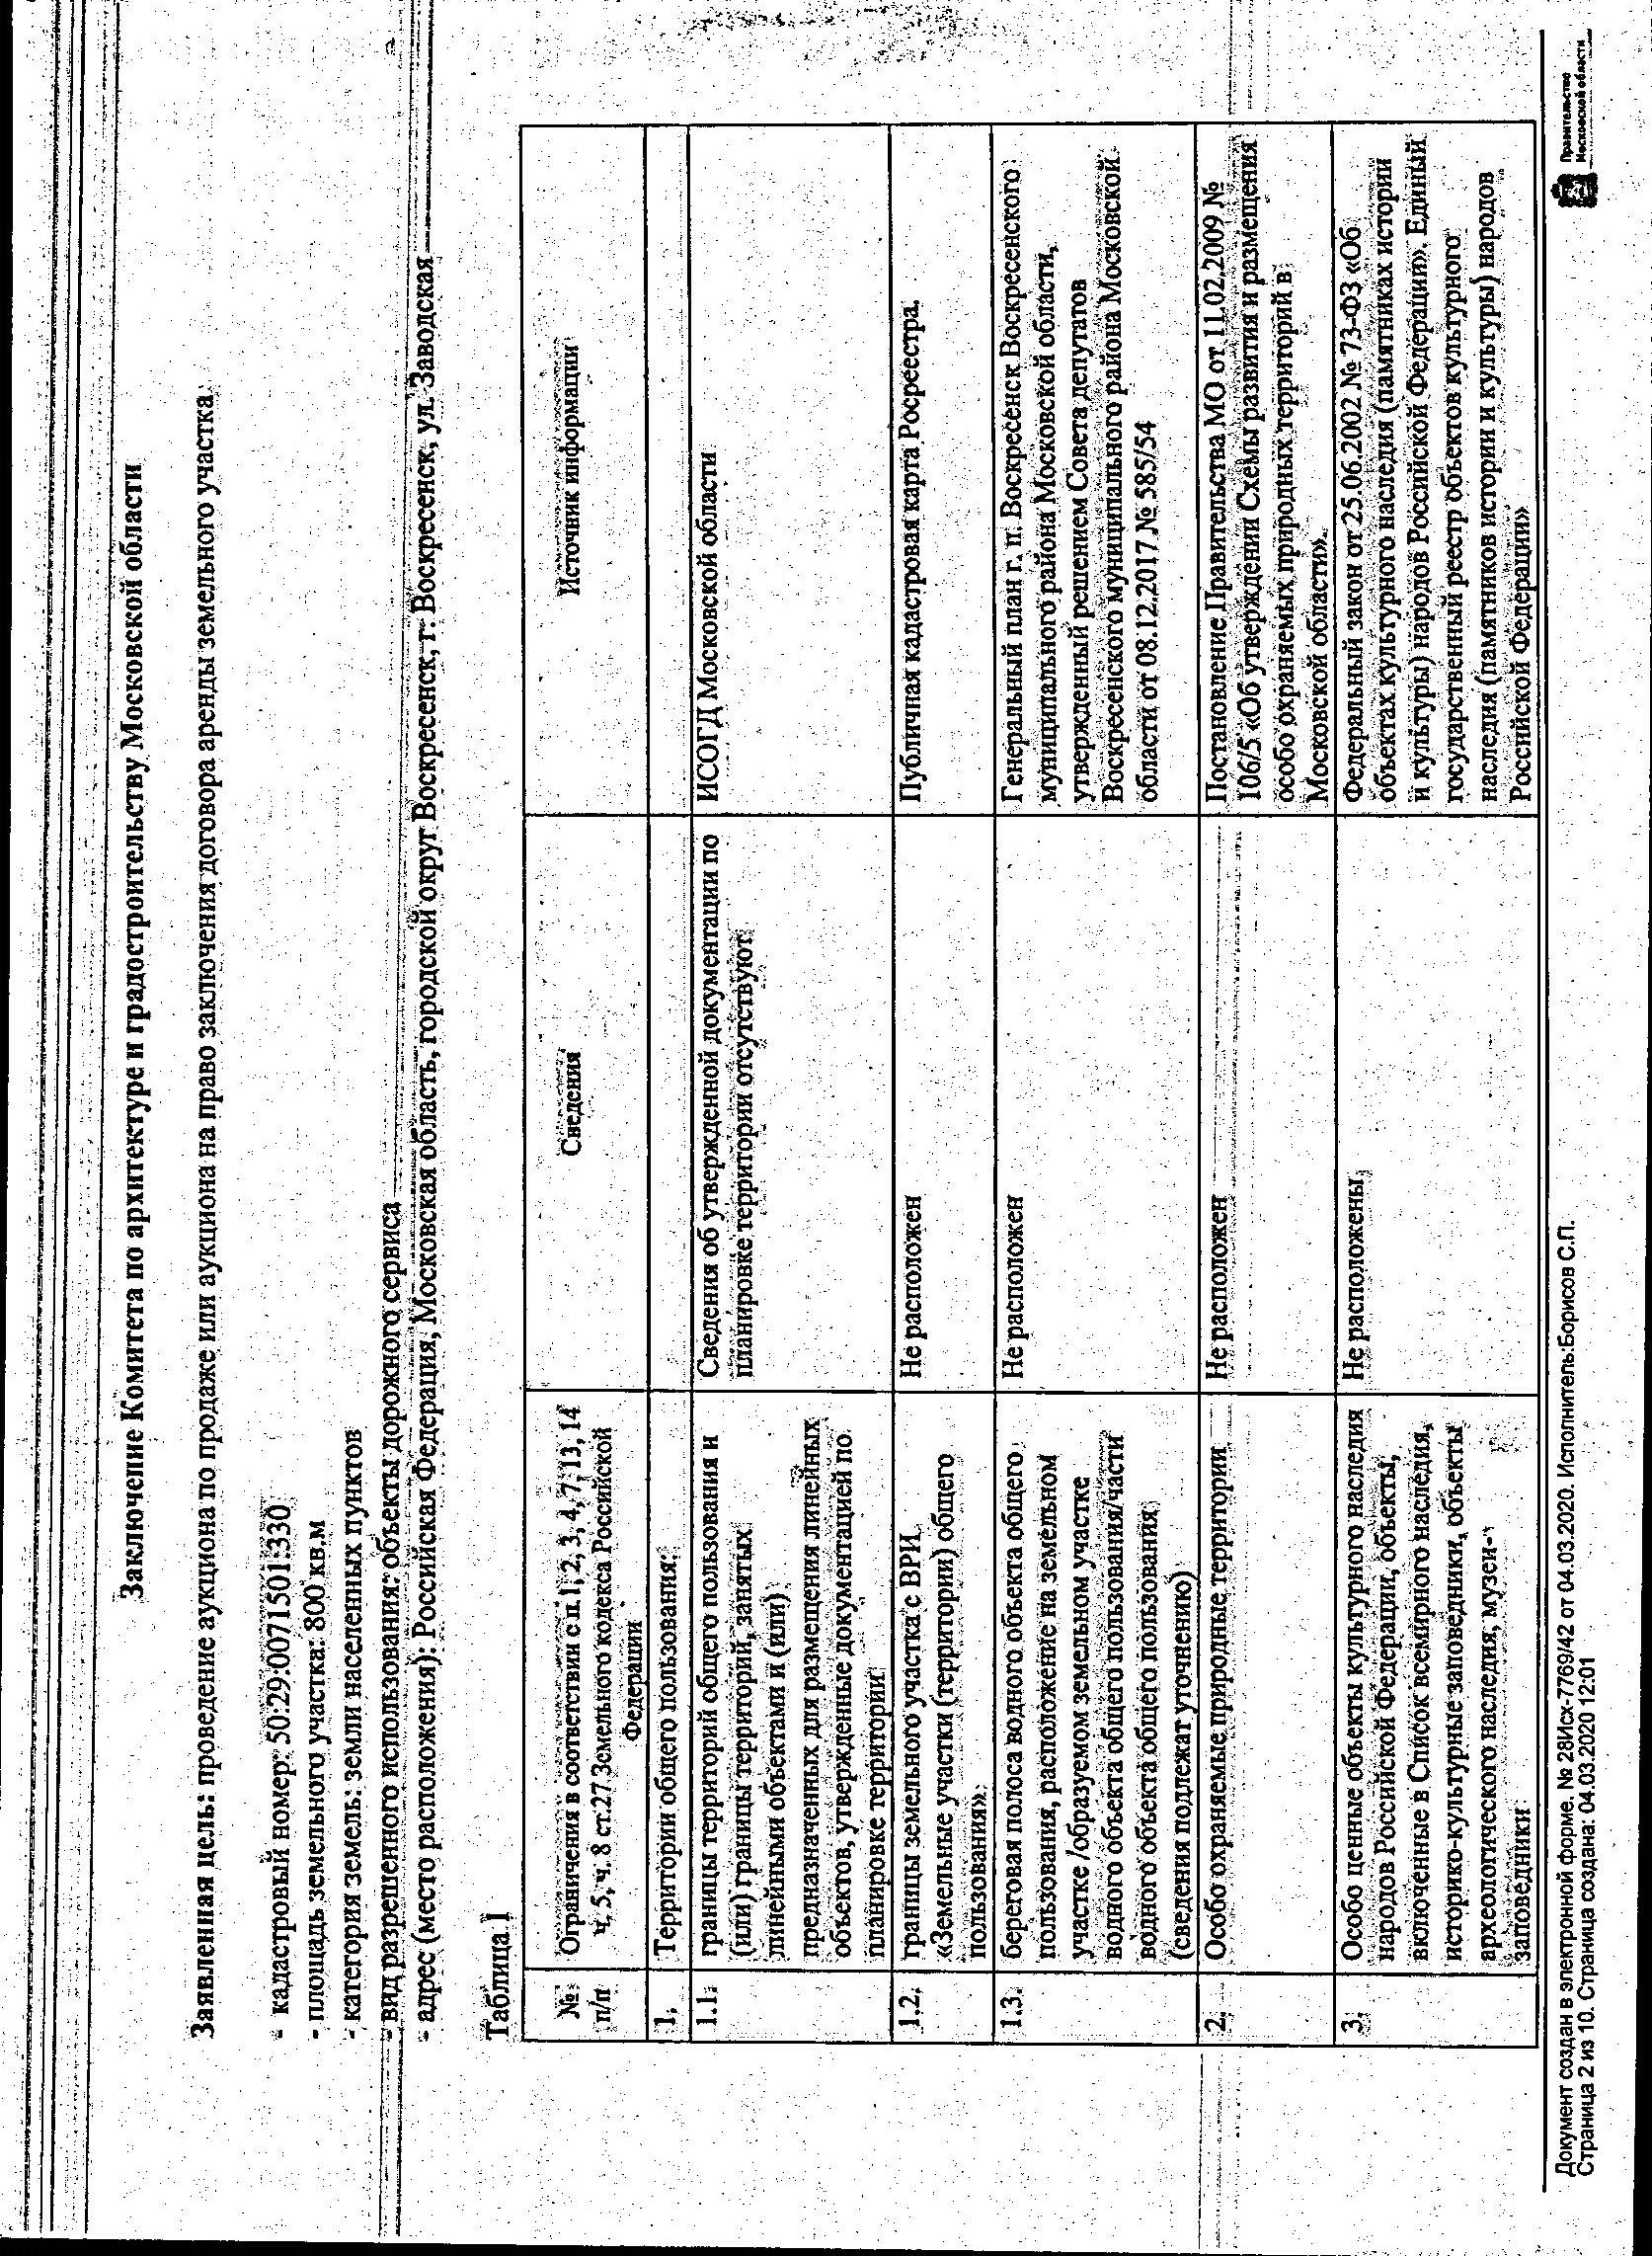 Заключение Комитета по архитектуре и градостроительству Московской области
Заявленная цель: проведение аукциона по продаже или аукциона на право заключения договора аренды земельного участка
- кадастровый номер: 50:29:0071501:330
- площадь земельного участка: 800 кв.м
- категория земель: земли населенных пунктов
- вид разрешенного использования: объекты дорожного сервиса
- адрес (место расположения): Российская Федерация, Московская область, городской округ Воскресенск, г. Воскресенск, ул. Заводская
Таблица 1
№ п/п
Ограничения в соответствии с п.1, 2, 3, 4, 7, 13, 14
ч. 5, ч. 8 ст.27 Земельного кодекса Российской
Федерации
Сведения
Источник информации
1.
Территории общего пользования:
1.1.
границы территорий общего пользования и
(или) границы территорий, занятых
линейными объектами и (или)
предназначенных для размещения линейных
объектов, утвержденные документацией по
планировке территории
Сведения об утвержденной документации по
планировке территории отсутствуют
ИСОГД Московской области
1.2.
границы земельного участка с ВРИ
«Земельные участки (территории) общего
пользования»
Не расположен
Публичная кадастровая карта Росреестра.
1.3.
береговая полоса водного объекта общего
пользования, расположение на земельном
участке /образуемом земельном участке
водного объекта общего пользования/части
водного объекта общего пользования
(сведения подлежат уточнению)
Не расположен
Генеральный план г. п. Воскресенск Воскресенского
муниципального района Московской области,
утвержденный решением Совета депутатов
Воскресенского муниципального района Московской
области от 08.12.2017 № 585/54
2.
Особо охраняемые природные территории
Не расположен
Постановление Правительства МО от 11.02.2009 №
106/5 «Об утверждении Схемы развития и размещения
особо охраняемых природных территорий в
Московской области».
3.
Особо ценные объекты культурного наследия
народов Российской Федерации, объекты,
включенные в Список всемирного наследия,
историко-культурные заповедники, объекты
археологического наследия, музеи-
заповедники
Не расположены
Федеральный закон от 25.06.2002 № 73-ФЗ «Об
объектах культурного наследия (памятниках истории
и культуры) народов Российской Федерации». Единый
государственный реестр объектов культурного
наследия (памятников истории и культуры) народов
Российской Федерации»
Документ создан в электронной форме. № 28Исх-7769/42 от 04.03.2020. Исполнитель:Борисов С.П.
Страница 2 из 10. Страница создана: 04.03.2020 12:01
Правительство
Московской области